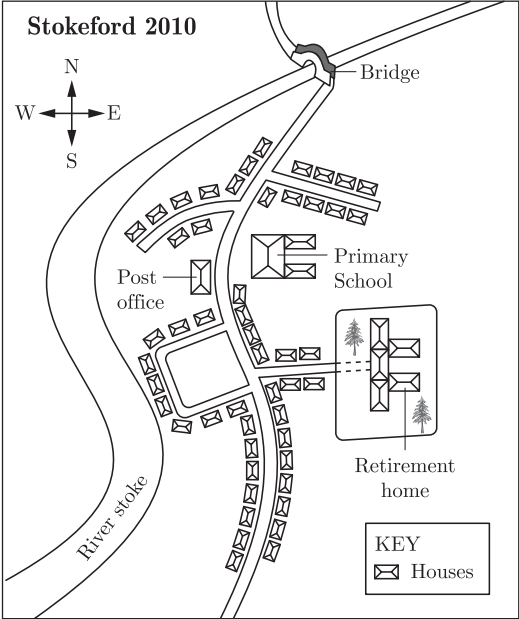 Stokeford 2010
N
W E
S
Bridge
Primary
School
Post
office
Retirement
home
River stoke
KEY
Houses